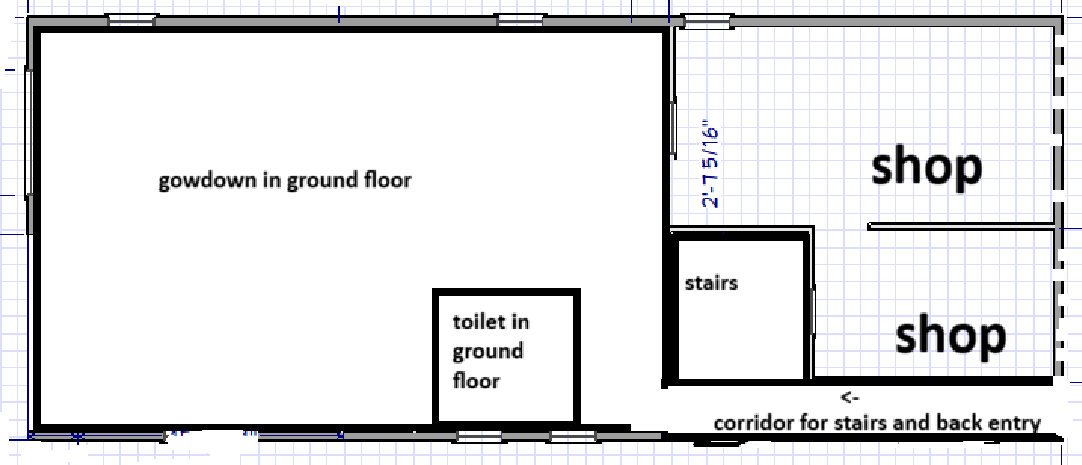 2'-7 5/16"
shop
gowdown in ground floor
stairs
toilet in
ground
floor
shop
<-
corridor for stairs and back entry